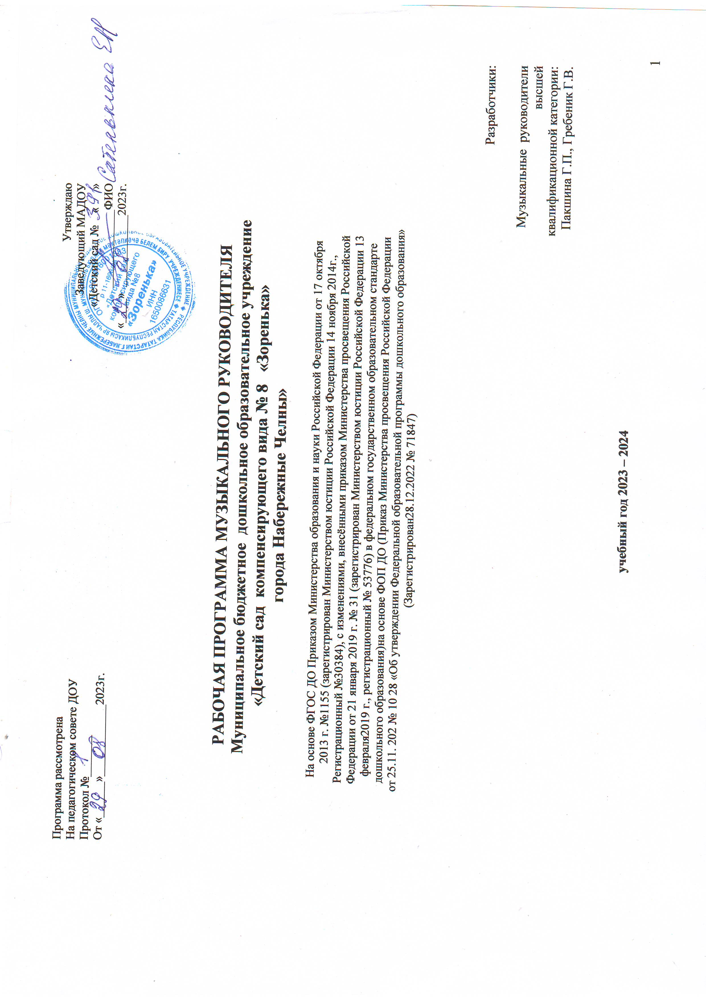 Программа рассмотрена
На педагогическом совете ДОУ
Протокол № 1
От « 29 » 08 2023г.
Утверждаю
Заведующий МАДОУ
«Детский сад № « »
ФИО
« 29 » 2023г.
«Детский сад
компенсирующего
вида №8
«Зоренька»
ИНН
1650086631
РАБОЧАЯ ПРОГРАММА МУЗЫКАЛЬНОГО РУКОВОДИТЕЛЯ
Муниципальное бюджетное дошкольное образовательное учреждение
«Детский сад компенсирующего вида № 8 «Зоренька»
города Набережные Челны»
На основе ФГОС ДО Приказом Министерства образования и науки Российской Федерации от 17 октября
2013 г. №1155 (зарегистрирован Министерством юстиции Российской Федерации 14 ноября 2014г.,
Регистрационный №30384), с изменениями, внесёнными приказом Министерства просвещения Российской
Федерации от 21 января 2019 г. № 31 (зарегистрирован Министерством юстиции Российской Федерации 13
февраля2019 г., регистрационный № 53776) в федеральном государственном образовательном стандарте
дошкольного образования)на основе ФОП ДО (Приказ Министерства просвещения Российской Федерации
от 25.11. 202 № 10 28 «Об утверждении Федеральной образовательной программы дошкольного образования»
(Зарегистрирован28.12.2022 № 71847)
Разработчики:
Музыкальные руководители
высшей
квалификационной категории:
Пакшина Г.П., Гребеник Г.В.
учебный год 2023 – 2024
1